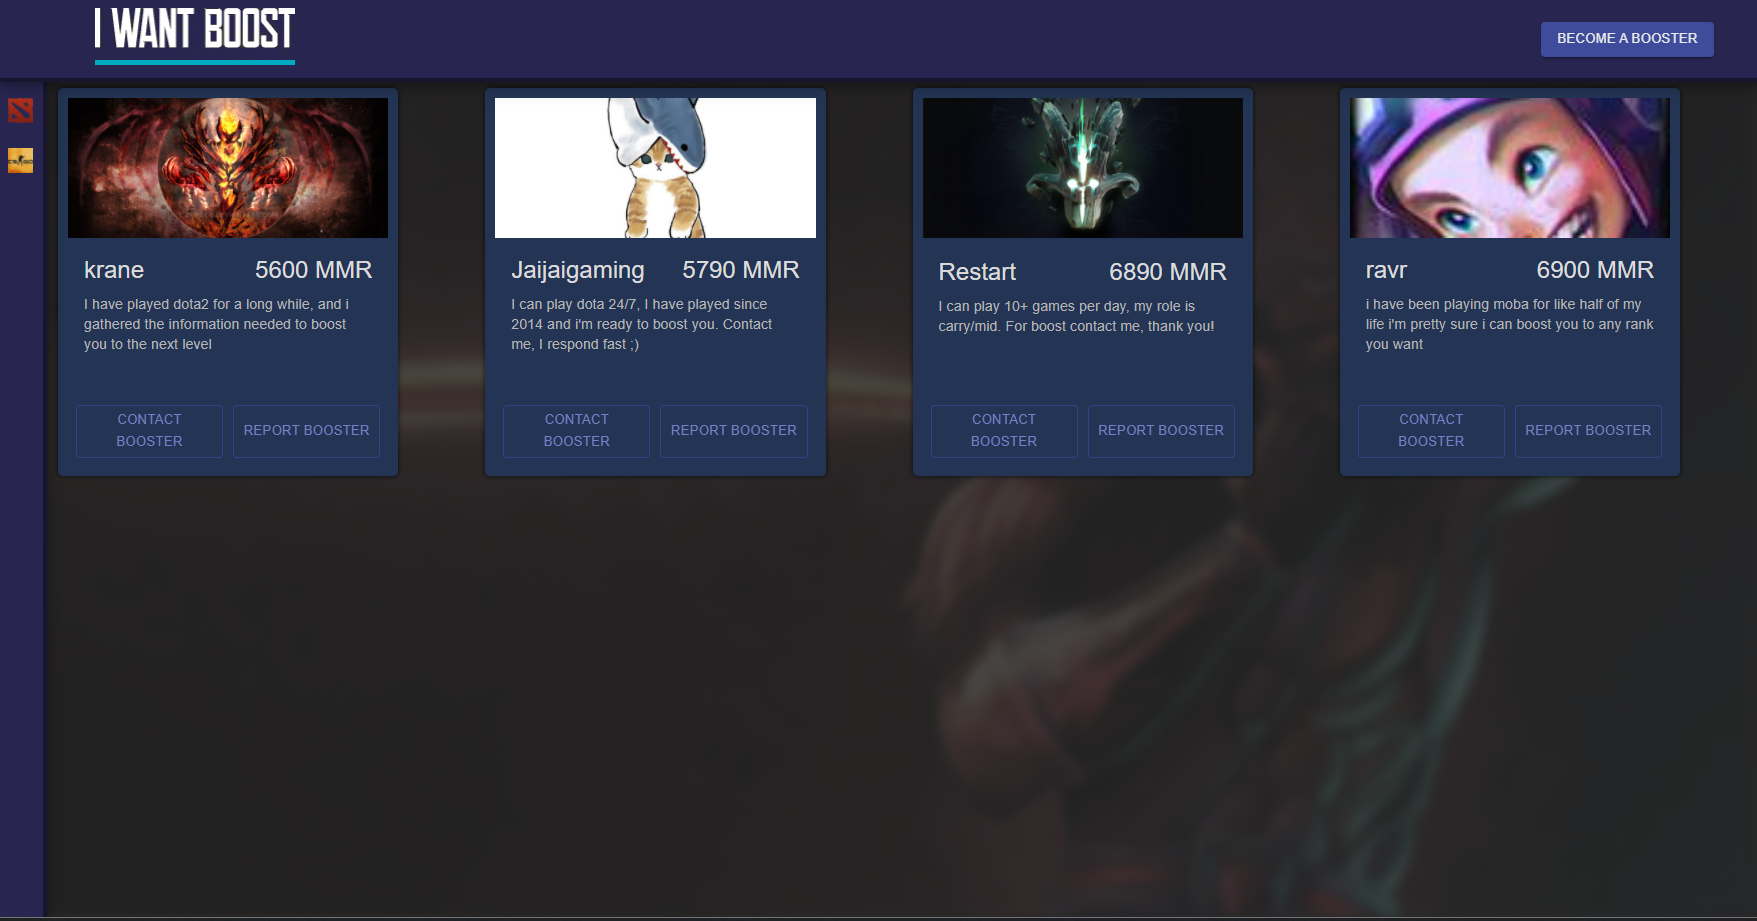 I WANT BOOST
BECOME A BOOSTER
krane 5600 MMR
I have played dota2 for a long while, and i
gathered the information needed to boost
you to the next level
CONTACT
BOOSTER
REPORT BOOSTER
Jaijaigaming 5790 MMR
I can play dota 24/7, I have played since
2014 and i'm ready to boost you. Contact
me, I respond fast ;)
CONTACT
BOOSTER
REPORT BOOSTER
Restart 6890 MMR
I can play 10+ games per day, my role is
carry/mid. For boost contact me, thank you!
CONTACT
BOOSTER
REPORT BOOSTER
ravr 6900 MMR
i have been playing moba for like half of my
life i'm pretty sure i can boost you to any rank
you want
CONTACT
BOOSTER
REPORT BOOSTER